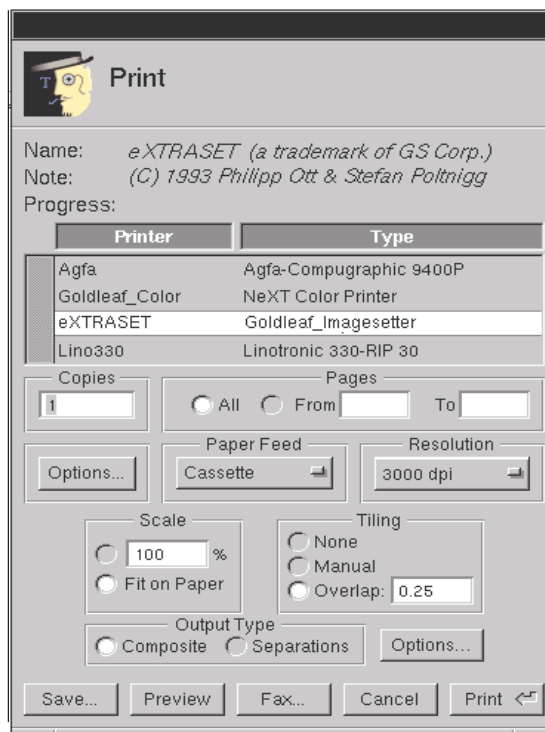 T
Print
Name: eXTRASET (a trademark of GS Corp.)
Note: (C) 1993 Philipp Ott & Stefan Poltnigg
Progress:
Printer Type
Agfa Agfa-Compugraphic 9400P
Goldleaf_Color NeXT Color Printer
eXTRASET Goldleaf_Imagesetter
Lino330 Linotronic 330-RIP 30
Copies Pages
1 All From To
Paper Feed Resolution
Options... Cassette 3000 dpi
Scale Tiling
None
100 %
Manual
Fit on Paper Overlap: 0.25
Output Type
Composite Separations Options...
Save... Preview Fax... Cancel Print